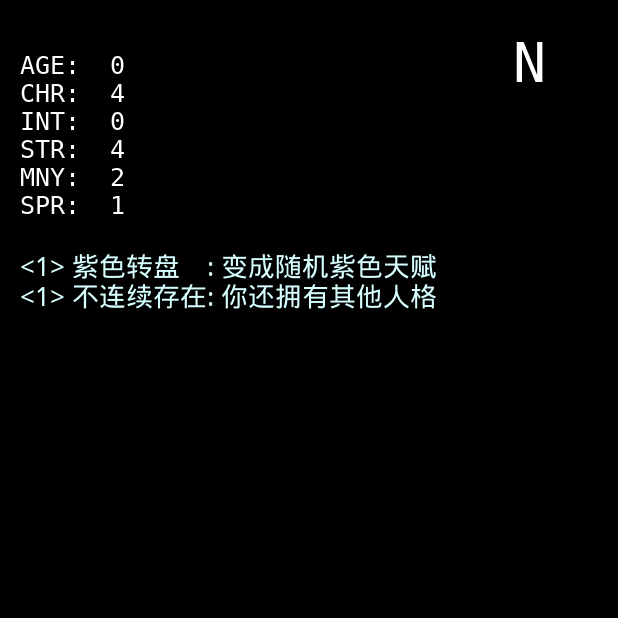 N
AGE: 0
CHR: 4
INT: 0
STR: 4
MNY: 2
SPR: 1
<1> 紫色转盘 : 变成随机紫色天赋
<1> 不连续存在: 你还拥有其他人格